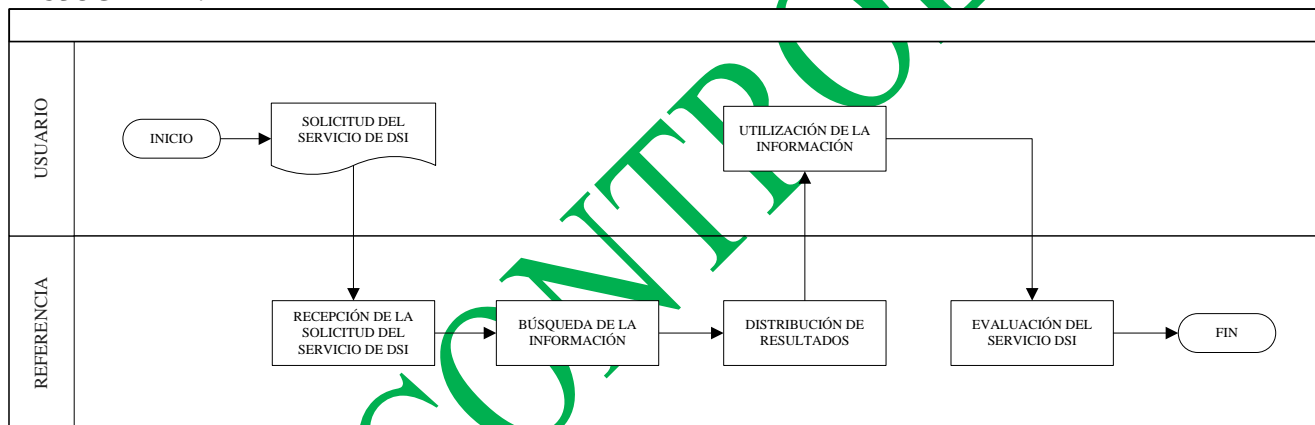 USUARIO
INICIO
SOLICITUD DEL
SERVICIO DE DSI
UTILIZACIÓN DE LA
INFORMACIÓN
REFERENCIA
RECEPCIÓN DE LA
SOLICITUD DEL
SERVICIO DE DSI
BÚSQUEDA DE LA
INFORMACIÓN
DISTRIBUCIÓN DE
RESULTADOS
EVALUACIÓN DEL
SERVICIO DSI
FIN
CONTRO